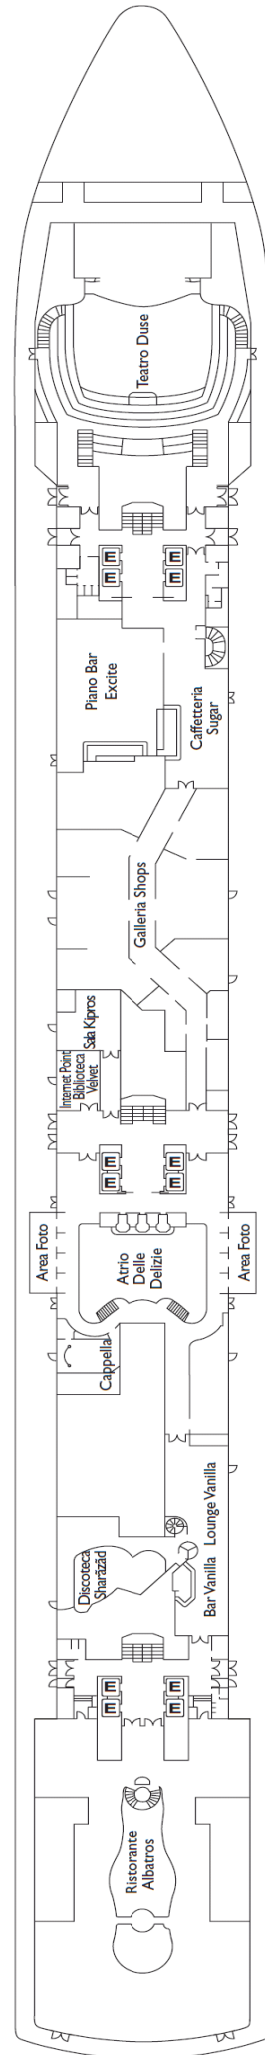 Teatro Duse
Piano Bar
Excite
Caffetteria
Sugar
Galleria Shops
Sala Kipros
Internet Point
Biblioteca
Velvet
Area Foto
Atrio
Delle
Delizie
Area Foto
Cappella
Lounge Vanilla
Bar Vanilla
Discoteca
Sharāzād
Ristorante
Albatros